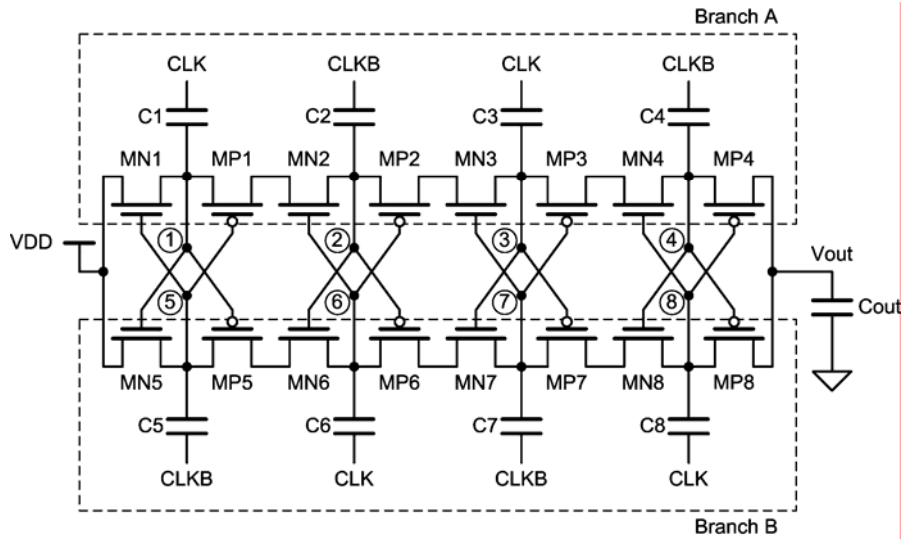 Branch A
CLK CLKB CLK CLKB
C1 C2 C3 C4
MN1 MP1 MN2 MP2 MN3 MP3 MN4 MP4
VDD
1 2 3 4
Vout
5 6 7 8
Cout
MN5 MP5 MN6 MP6 MN7 MP7 MN8 MP8
C5 C6 C7 C8
CLKB CLK CLKB CLK
Branch B